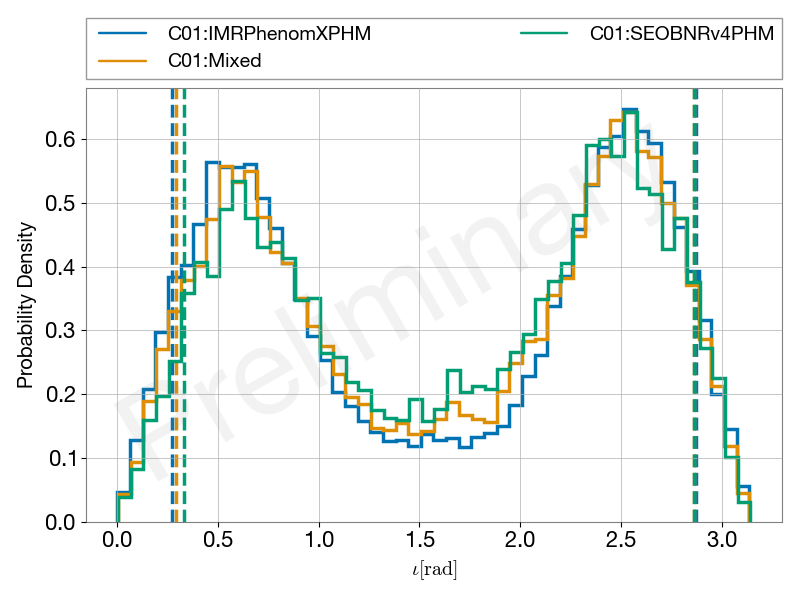 C01:IMRPhenomXPHM
C01:Mixed
C01:SEOBNRv4PHM
Preliminary
Probability Density
0.6
0.5
0.4
0.3
0.2
0.1
0.0
0.0 0.5 1.0 1.5 2.0 2.5 3.0
ι[rad]